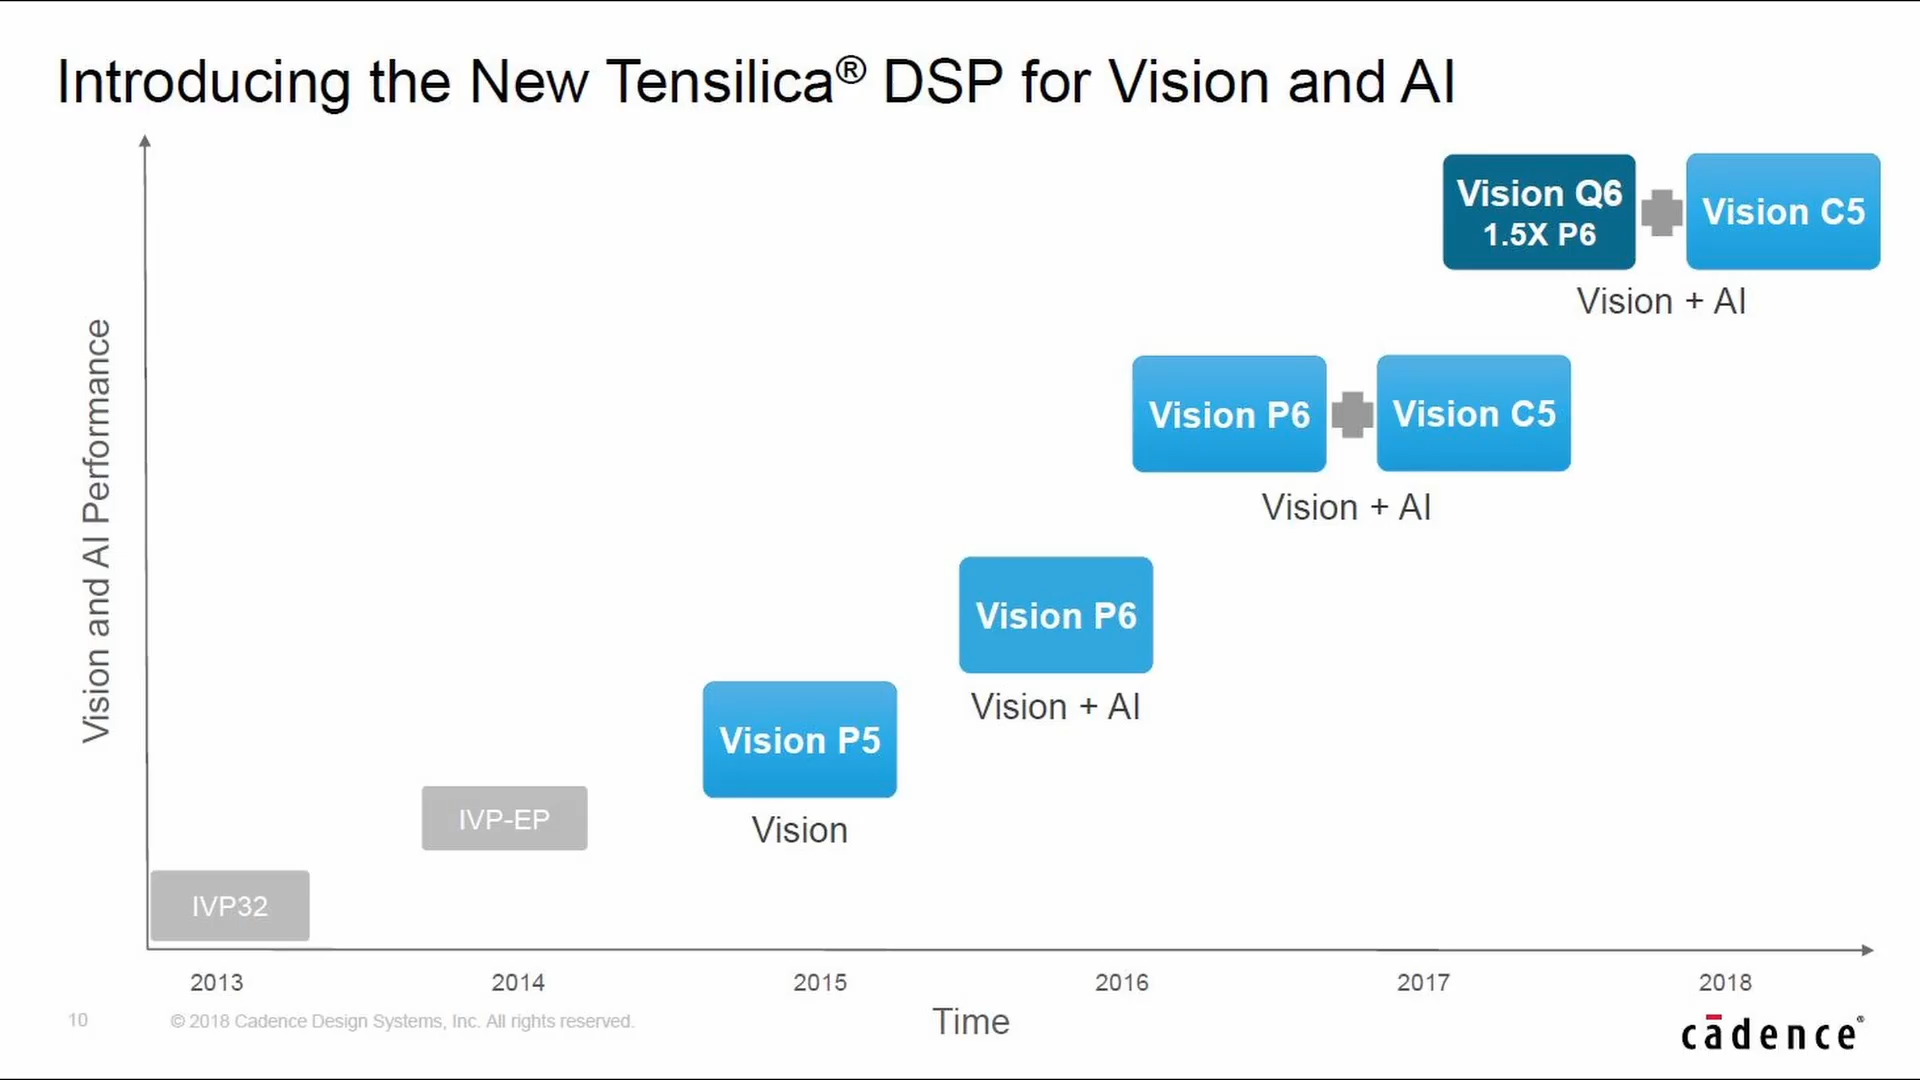 Introducing the New Tensilica® DSP for Vision and AI
Vision and AI Performance
Vision Q6
1.5X P6
Vision C5
Vision + AI
Vision P6
Vision C5
Vision + AI
Vision P6
Vision + AI
Vision P5
Vision
IVP-EP
IVP32
2013 2014 2015 2016 2017 2018
Time
10 © 2018 Cadence Design Systems, Inc. All rights reserved.
cādence®